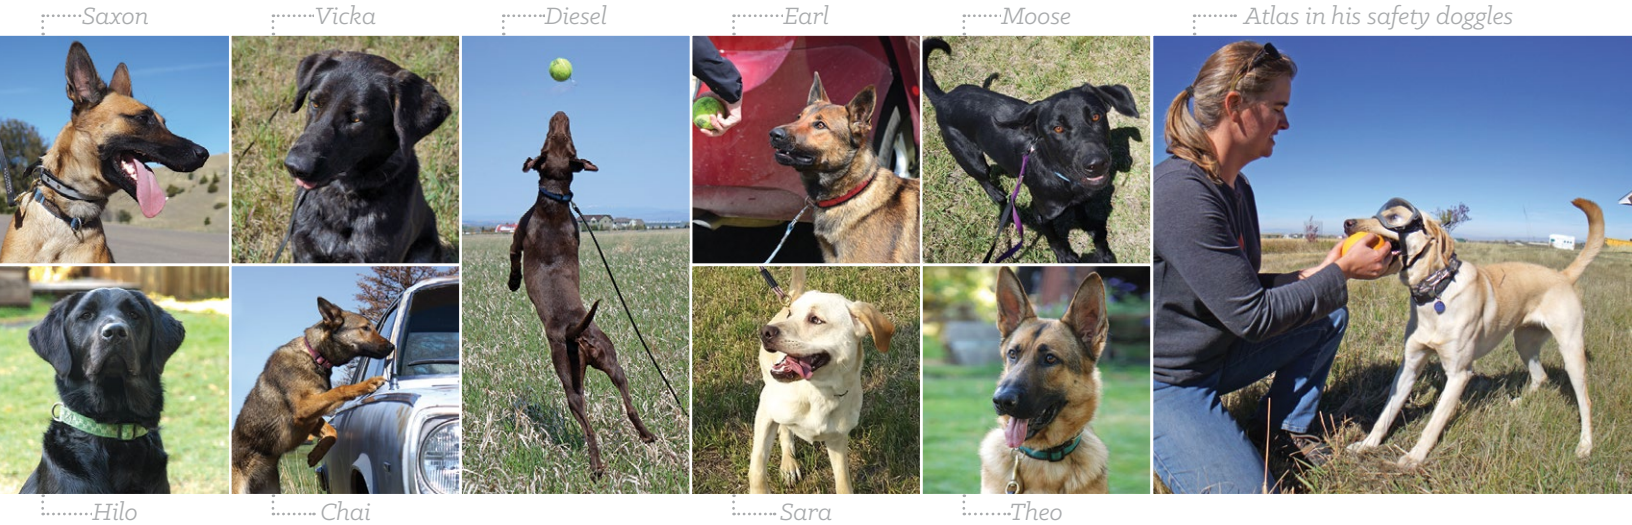 Saxon
Vicka
Diesel
Earl
Moose
Atlas in his safety doggles
Hilo
Chai
Sara
Theo